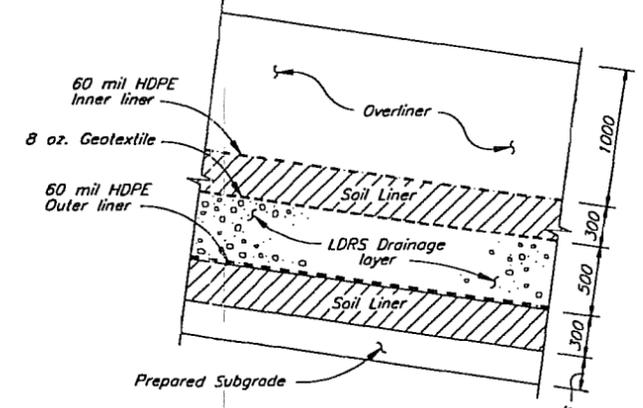 60 mil HDPE
Inner liner
8 oz. Geotextile
60 mil HDPE
Outer liner
Overliner
Soil Liner
LDRS Drainage
layer
Soil Liner
Prepared Subgrade
1000
300
500
300